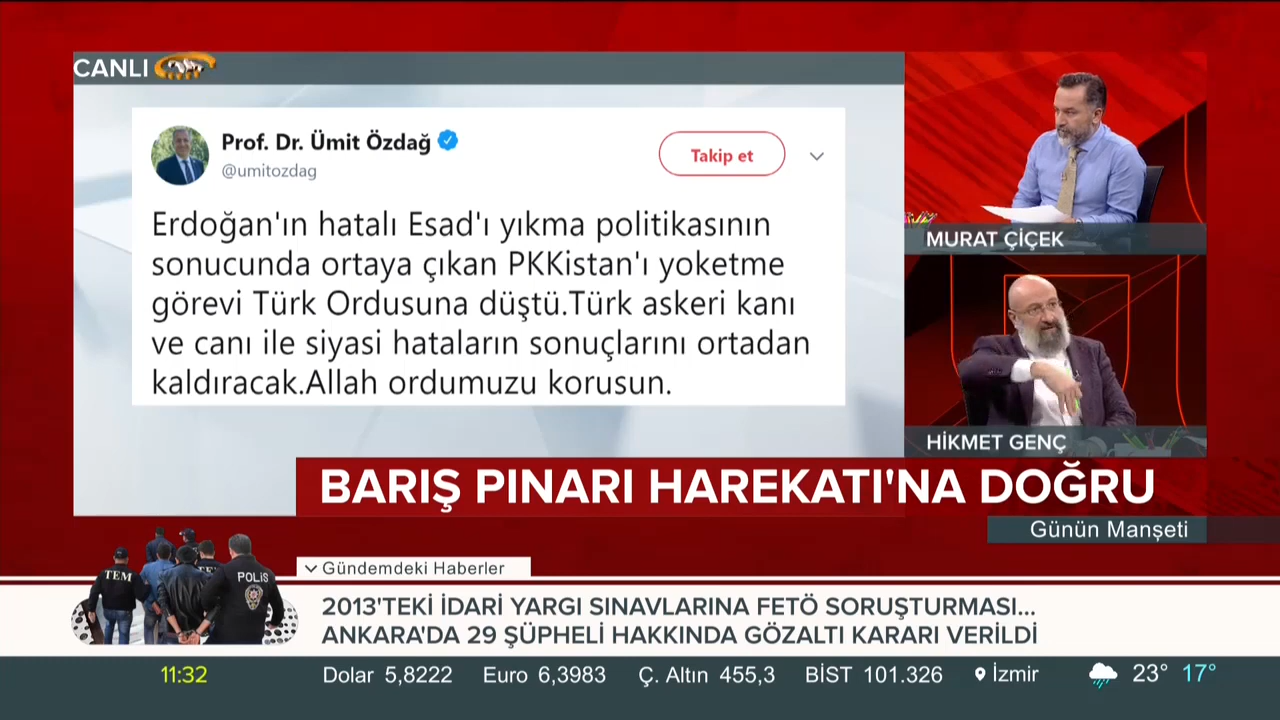 CANLI
Prof. Dr. Ümit Özdağ
@umitozdag
Takip et
Erdoğan'ın hatalı Esad'ı yıkma politikasının
sonucunda ortaya çıkan PKKistan'ı yoketme
görevi Türk Ordusuna düştü.Türk askeri kanı
ve canı ile siyasi hataların sonuçlarını ortadan
kaldıracak.Allah ordumuzu korusun.
MURAT ÇİÇEK
HİKMET GENÇ
BARIŞ PINARI HAREKATI'NA DOĞRU
Günün Manşeti
Gündemdeki Haberler
TEM
POLİS
2013'TEKİ İDARİ YARGI SINAVLARINA FETÖ SORUŞTURMASI...
ANKARA'DA 29 ŞÜPHELİ HAKKINDA GÖZALTI KARARI VERİLDİ
11:32 Dolar 5,8222 Euro 6,3983 Ç. Altın 455,3 BİST 101.326 İzmir 23° 17°